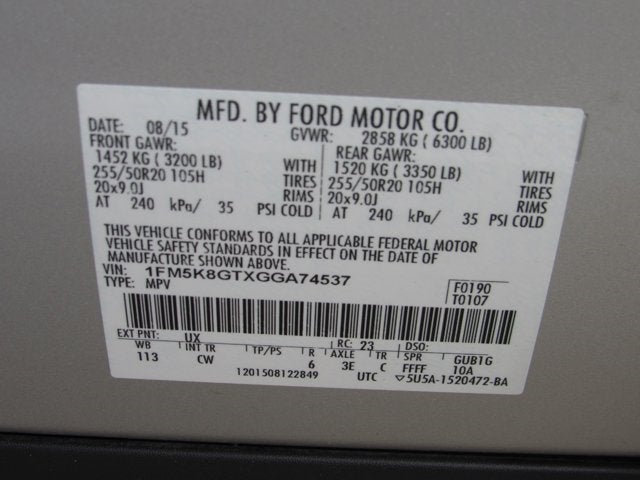 MFD. BY FORD MOTOR CO.
DATE: 08/15 GVWR: 2858 KG ( 6300 LB)
FRONT GAWR: REAR GAWR:
1452 KG ( 3200 LB) WITH 1520 KG ( 3350 LB) WITH
255/50R20 105H TIRES 255/50R20 105H TIRES
20x9.0J RIMS 20x9.0J RIMS
AT 240 kPa/ 35 PSI COLD AT 240 kPa/ 35 PSI COLD
THIS VEHICLE CONFORMS TO ALL APPLICABLE FEDERAL MOTOR
VEHICLE SAFETY STANDARDS IN EFFECT ON THE DATE OF
MANUFACTURE SHOWN ABOVE.
VIN: 1FM5K8GTXGGA74537 F0190
TYPE: MPV T0107
EXT PNT: UX RC: 23 DSO:
WB INT TR TP/PS R AXLE TR SPR GUB1G
113 CW 6 3E C FFFF 10A
1201508122849 UTC ▽5U5A-1520472-BA